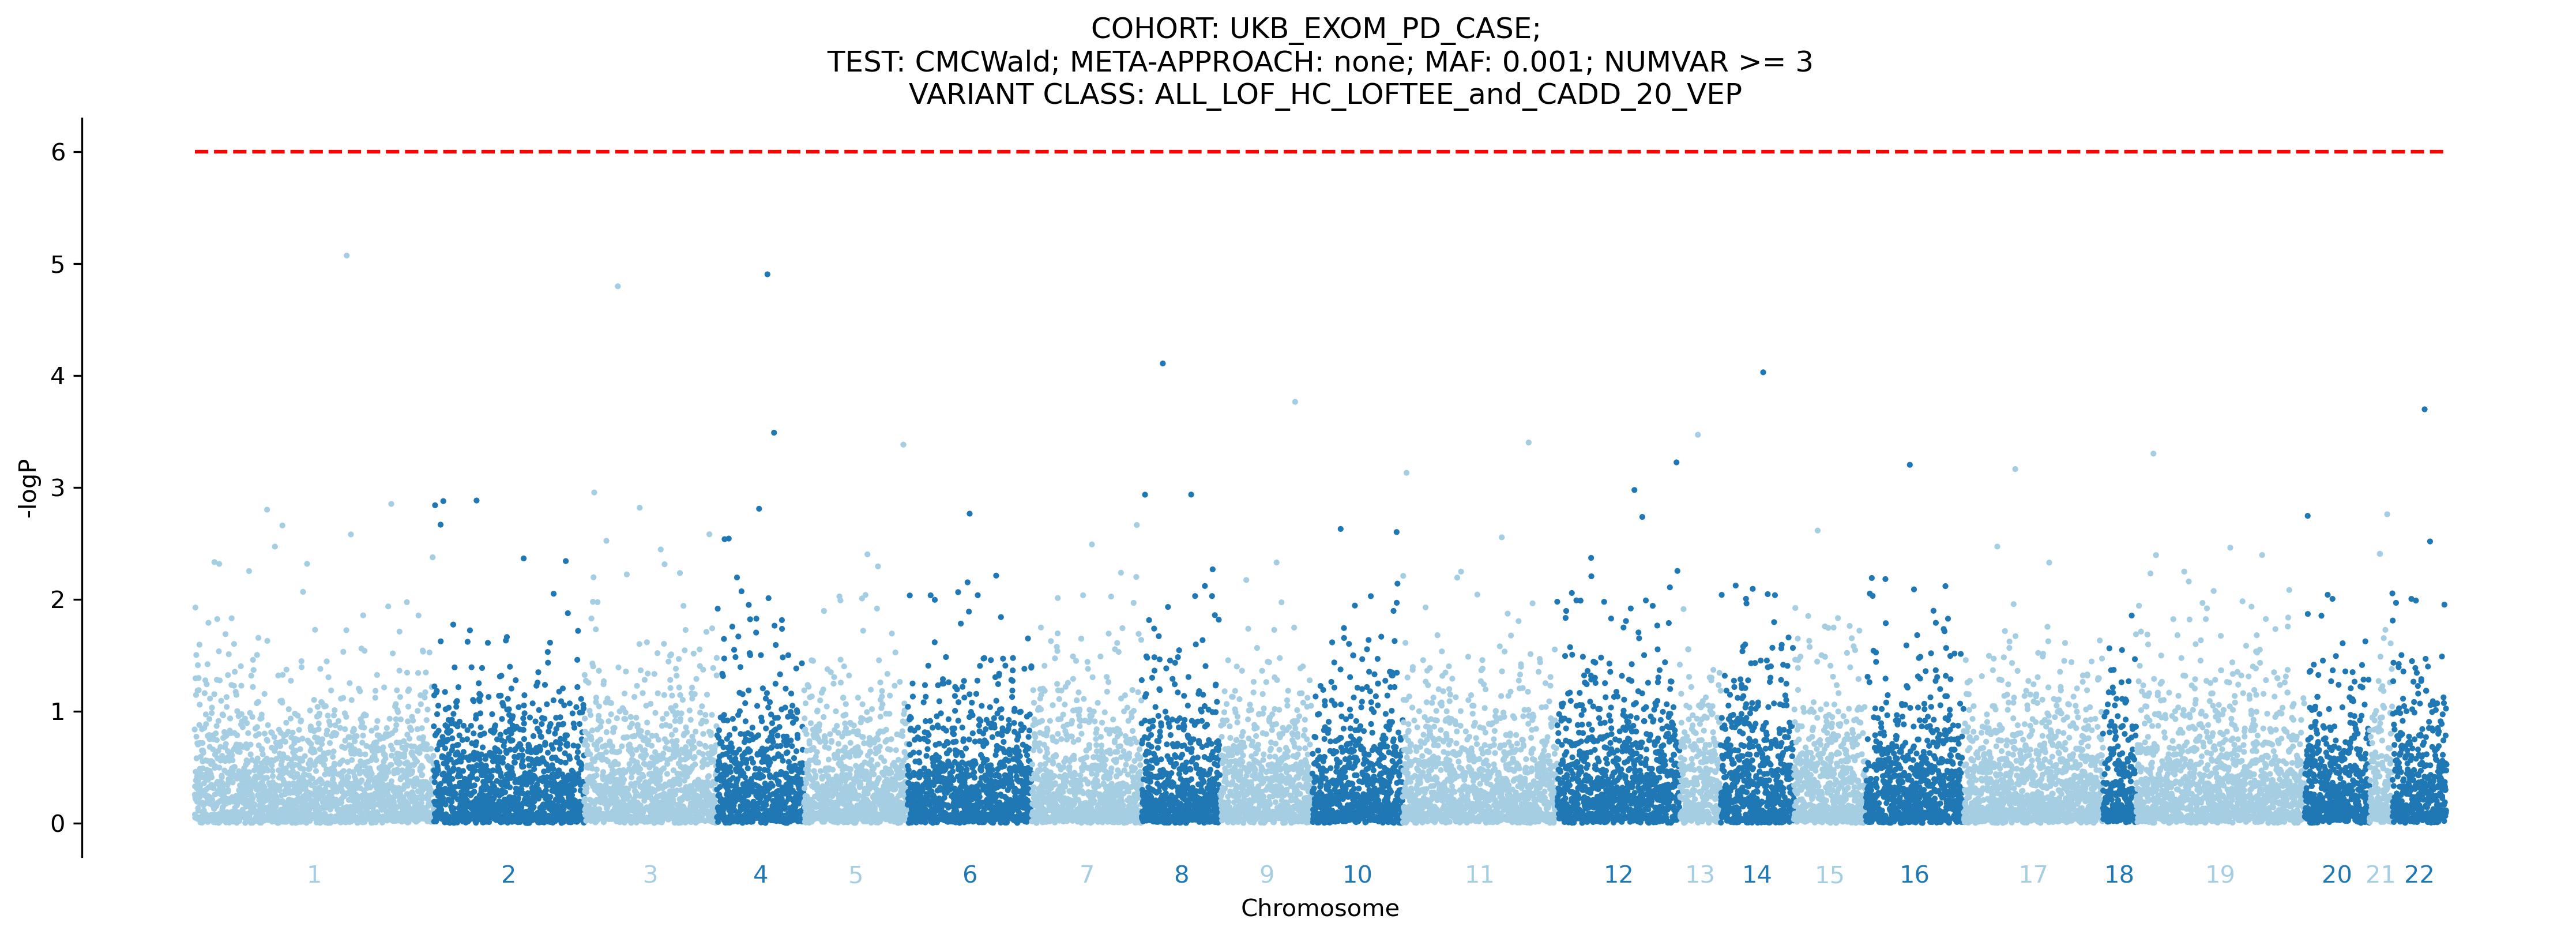 COHORT: UKB_EXOM_PD_CASE;
TEST: CMCWald; META-APPROACH: none; MAF: 0.001; NUMVAR >= 3
VARIANT CLASS: ALL_LOF_HC_LOFTEE_and_CADD_20_VEP
6
5
4
3
2
1
0
-logP
1 2 3 4 5 6 7 8 9 10 11 12 13 14 15 16 17 18 19 20 21 22
Chromosome